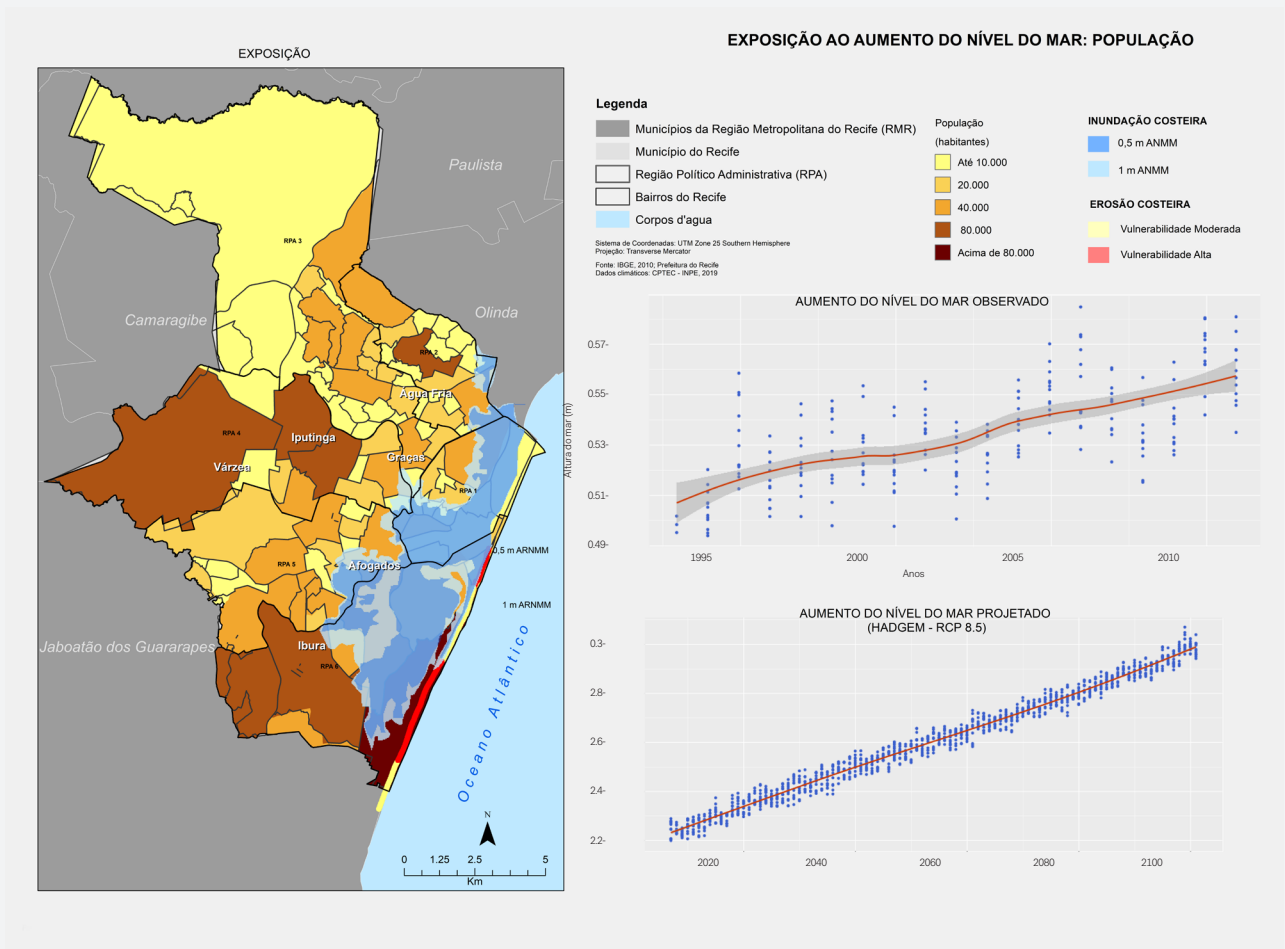 EXPOSIÇÃO AO AUMENTO DO NÍVEL DO MAR: POPULAÇÃO
EXPOSIÇÃO
Paulista
RPA 3
Olinda
Camaragibe
RPA 2
Água Fria
RPA 4
Iputinga
Várzea
Graças
RPA 1
0,5 m ARNMM
RPA 5
Afogados
1 m ARNMM
Jaboatão dos Guararapes
Ibura
RPA 6
Oceano Atlântico
N
0 1.25 2.5 5
Km
Legenda
Municípios da Região Metropolitana do Recife (RMR)
Município do Recife
Região Político Administrativa (RPA)
Bairros do Recife
Corpos d'agua
Sistema de Coordenadas: UTM Zone 25 Southern Hemisphere
Projeção: Transverse Mercator
Fonte: IBGE, 2010; Prefeitura do Recife
Dados climáticos: CPTEC - INPE, 2019
População
(habitantes)
Até 10.000
20.000
40.000
80.000
Acima de 80.000
INUNDAÇÃO COSTEIRA
0,5 m ANMM
1 m ANMM
EROSÃO COSTEIRA
Vulnerabilidade Moderada
Vulnerabilidade Alta
AUMENTO DO NÍVEL DO MAR OBSERVADO
Altura do mar (m)
0.57-
0.55-
0.53-
0.51-
0.49-
1995 2000 2005 2010
Anos
AUMENTO DO NÍVEL DO MAR PROJETADO
(HADGEM - RCP 8.5)
0.3-
2.8-
2.6-
2.4-
2.2-
2020 2040 2060 2080 2100